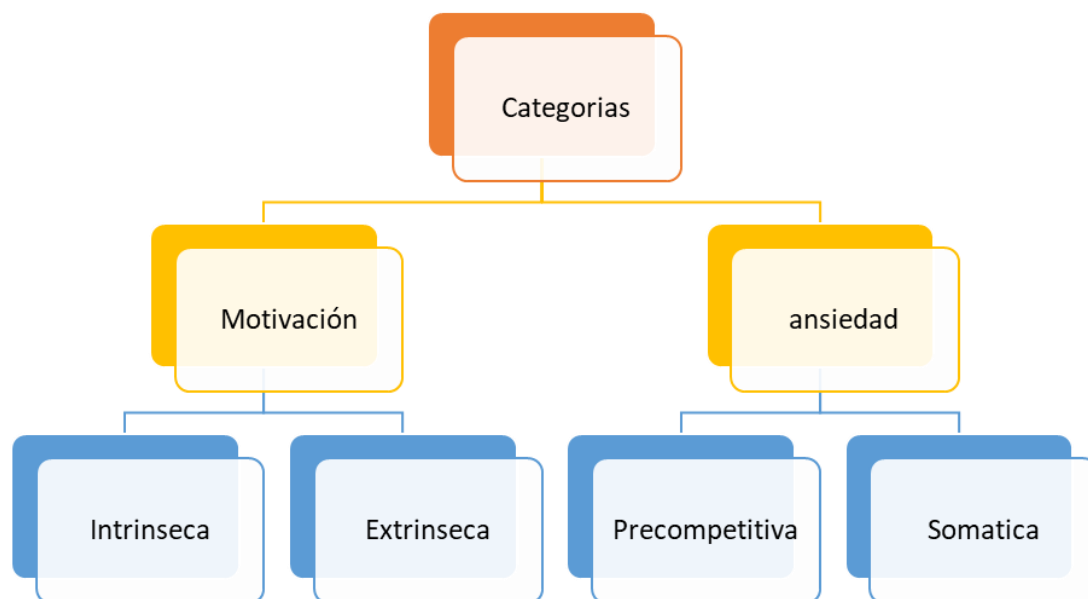 Categorias
Motivación
ansiedad
Intrinseca
Extrinseca
Precompetitiva
Somatica